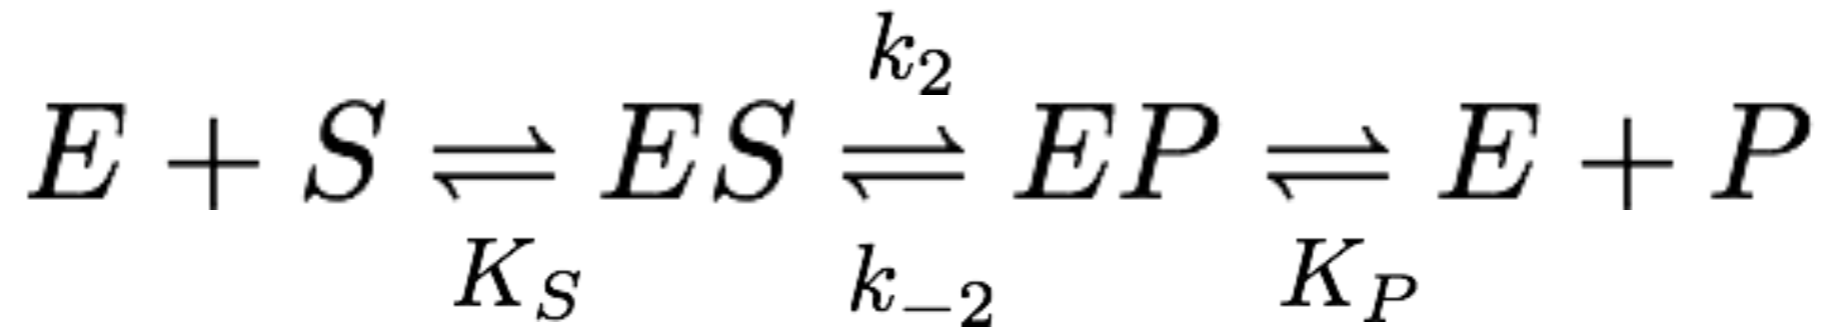 k₂
E + S ⇌ ES ⇌ EP ⇌ E + P
K_S k₋₂ K_P